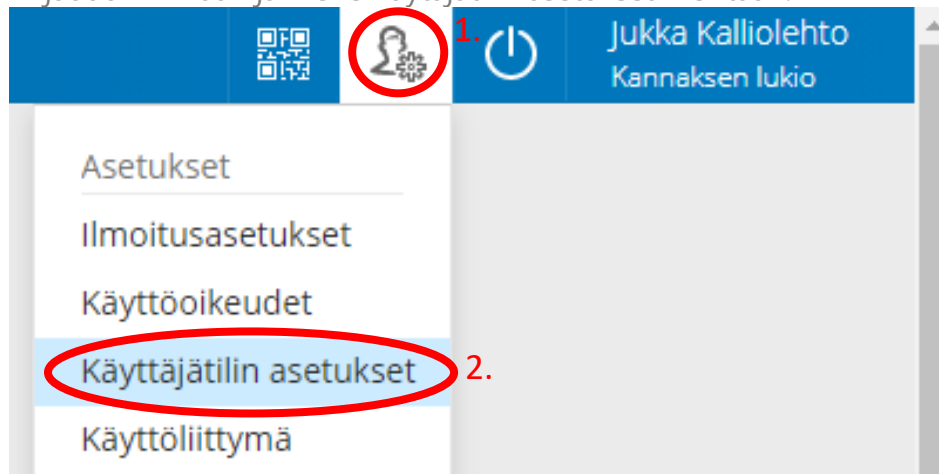 1.
Jukka Kalliolehto
Kannaksen lukio
Asetukset
Ilmoitusasetukset
Käyttöoikeudet
Käyttäjätilin asetukset 2.
Käyttöliittymä